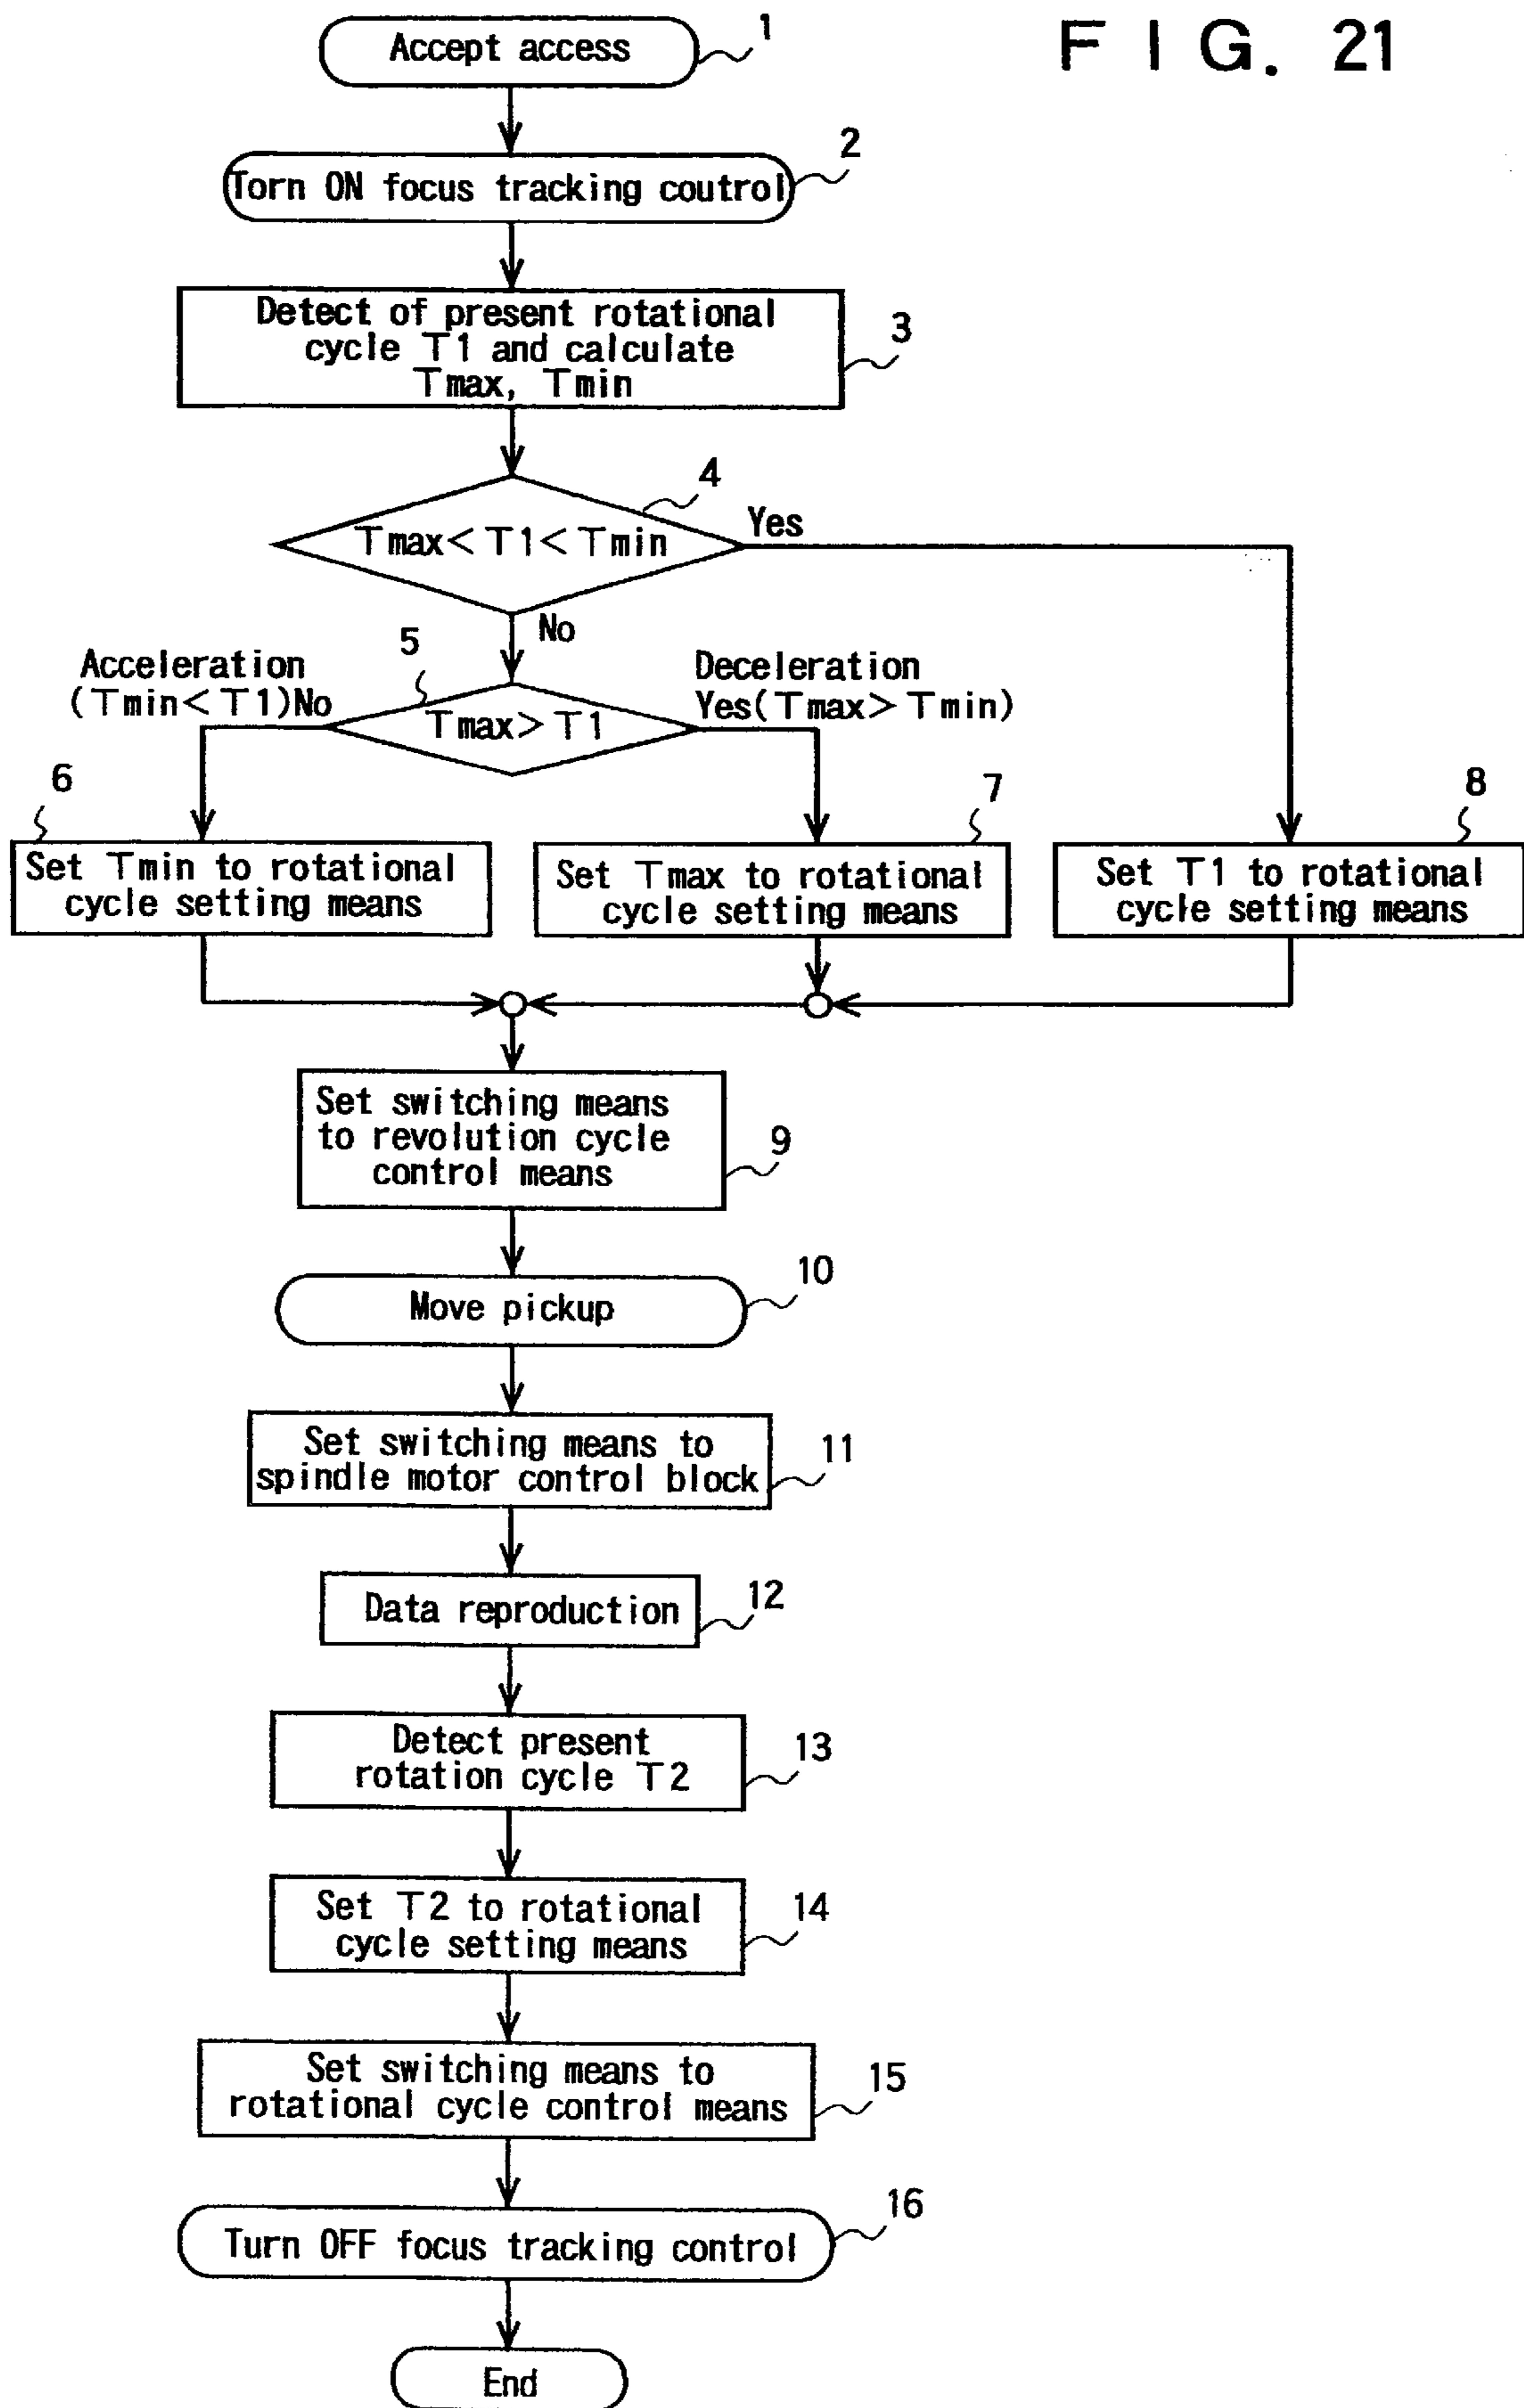 FIG. 21
Accept access
1
Torn ON focus tracking coutrol
2
Detect of present rotational
cycle T1 and calculate
Tmax, Tmin
3
Tmax<T1<Tmin
4
Yes
No
Acceleration
(Tmin<T1)No
5
Tmax>T1
Deceleration
Yes(Tmax>Tmin)
6
Set Tmin to rotational
cycle setting means
7
Set Tmax to rotational
cycle setting means
8
Set T1 to rotational
cycle setting means
Set switching means
to revolution cycle
control means
9
Move pickup
10
Set switching means to
spindle motor control block
11
Data reproduction
12
Detect present
rotation cycle T2
13
Set T2 to rotational
cycle setting means
14
Set switching means to
rotational cycle control means
15
Turn OFF focus tracking control
16
End